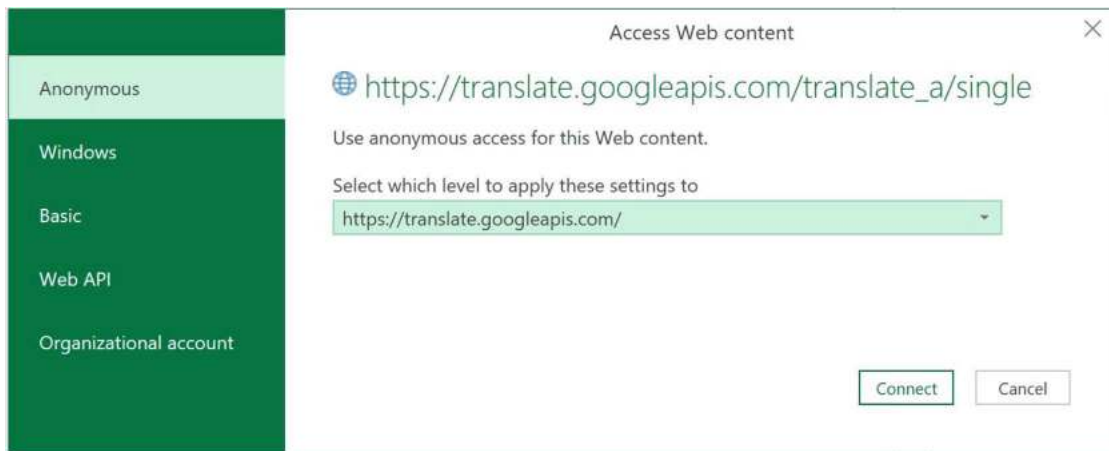 Access Web content
Anonymous
Windows
Basic
Web API
Organizational account
https://translate.googleapis.com/translate_a/single
Use anonymous access for this Web content.
Select which level to apply these settings to
https://translate.googleapis.com/
Connect Cancel